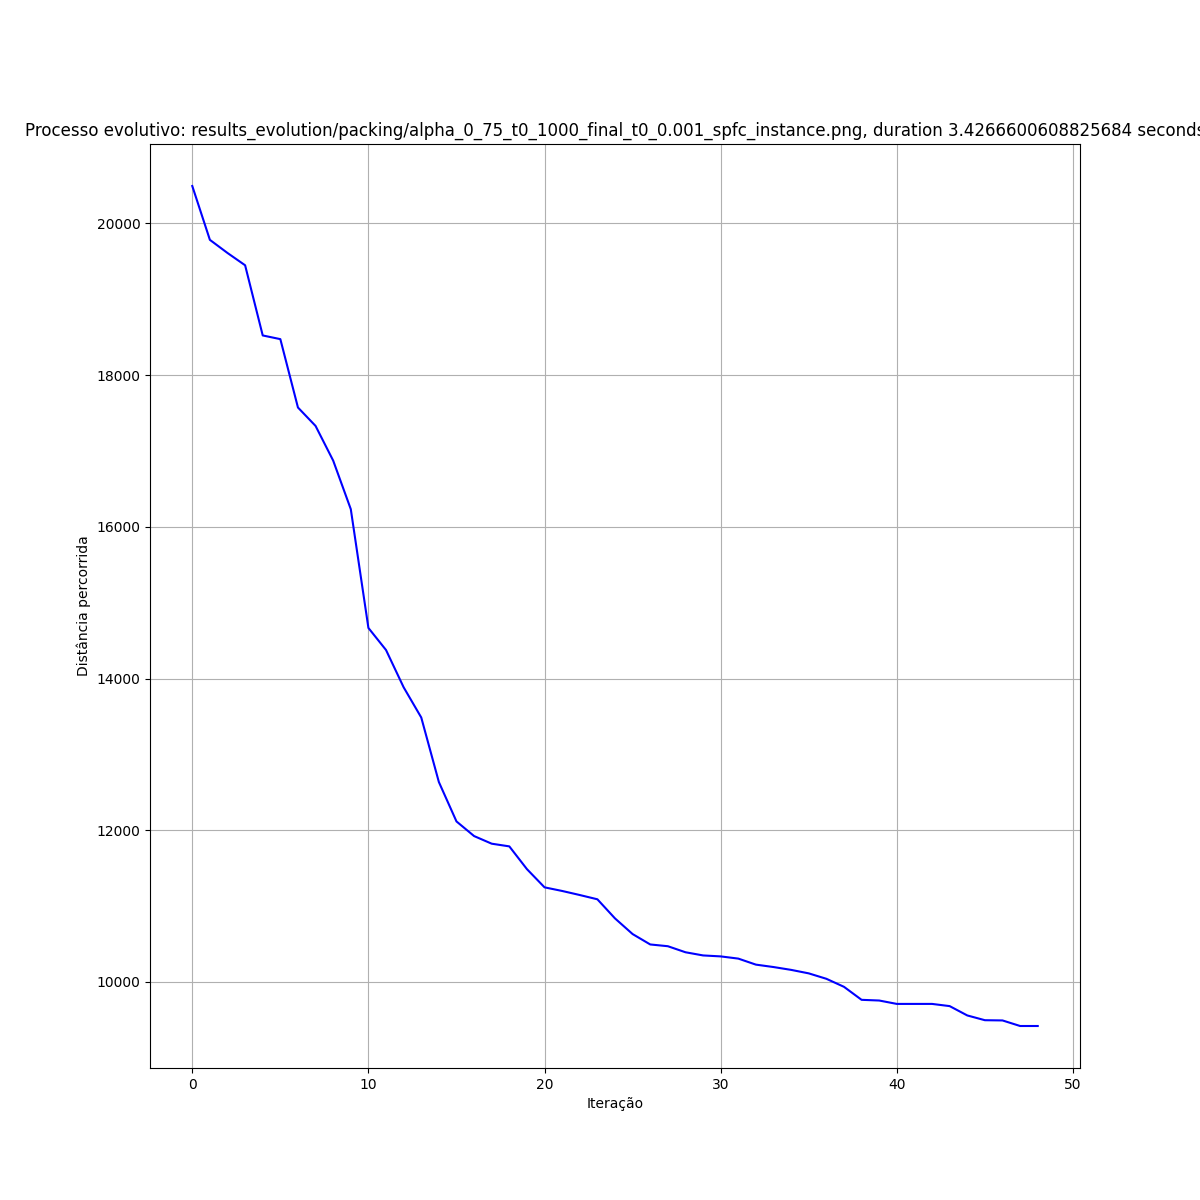 Processo evolutivo: results_evolution/packing/alpha_0_75_t0_1000_final_t0_0.001_spfc_instance.png, duration 3.4266600608825684 seconds
20000
18000
16000
14000
12000
10000
Distância percorrida
0 10 20 30 40 50
Iteração